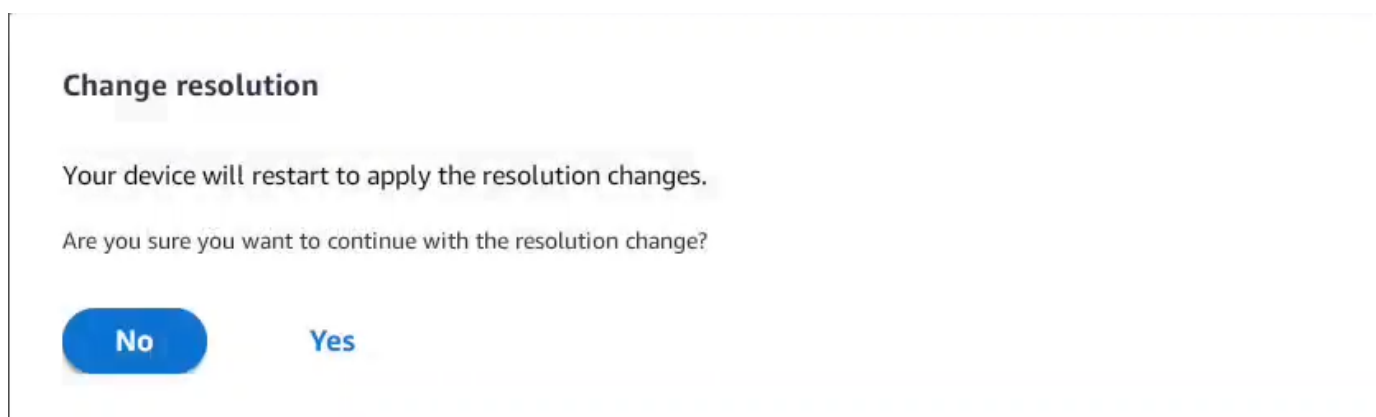 Change resolution
Your device will restart to apply the resolution changes.
Are you sure you want to continue with the resolution change?
No Yes